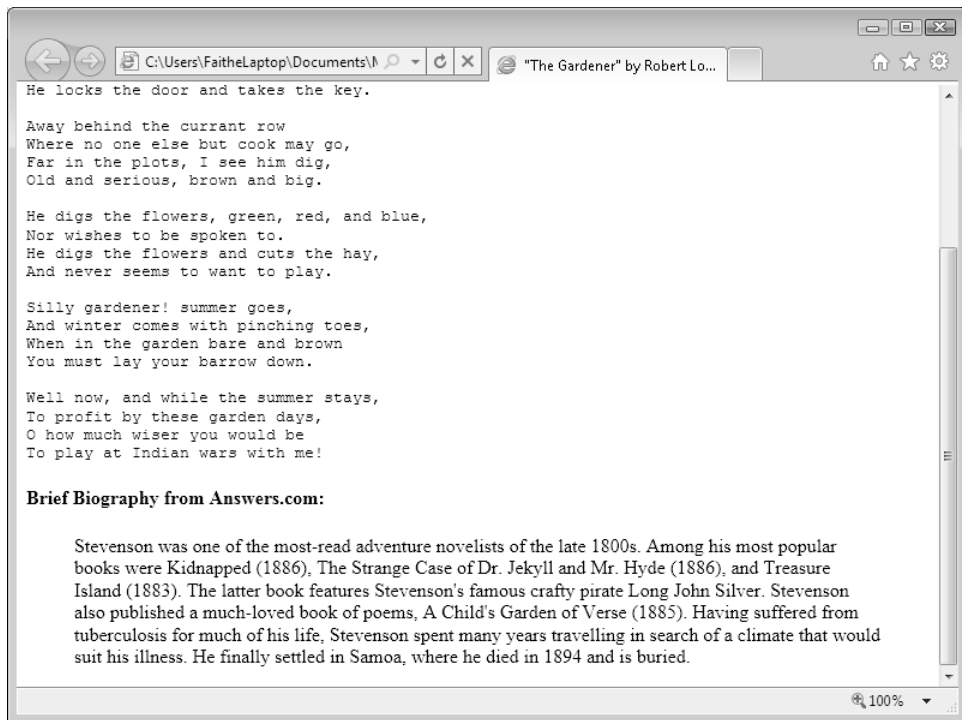 C:\Users\FaitheLaptop\Documents\M
"The Gardener" by Robert Lo...
He locks the door and takes the key.
Away behind the currant row
Where no one else but cook may go,
Far in the plots, I see him dig,
Old and serious, brown and big.
He digs the flowers, green, red, and blue,
Nor wishes to be spoken to.
He digs the flowers and cuts the hay,
And never seems to want to play.
Silly gardener! summer goes,
And winter comes with pinching toes,
When in the garden bare and brown
You must lay your barrow down.
Well now, and while the summer stays,
To profit by these garden days,
O how much wiser you would be
To play at Indian wars with me!
Brief Biography from Answers.com:
Stevenson was one of the most-read adventure novelists of the late 1800s. Among his most popular
books were Kidnapped (1886), The Strange Case of Dr. Jekyll and Mr. Hyde (1886), and Treasure
Island (1883). The latter book features Stevenson's famous crafty pirate Long John Silver. Stevenson
also published a much-loved book of poems, A Child's Garden of Verse (1885). Having suffered from
tuberculosis for much of his life, Stevenson spent many years travelling in search of a climate that would
suit his illness. He finally settled in Samoa, where he died in 1894 and is buried.
100%